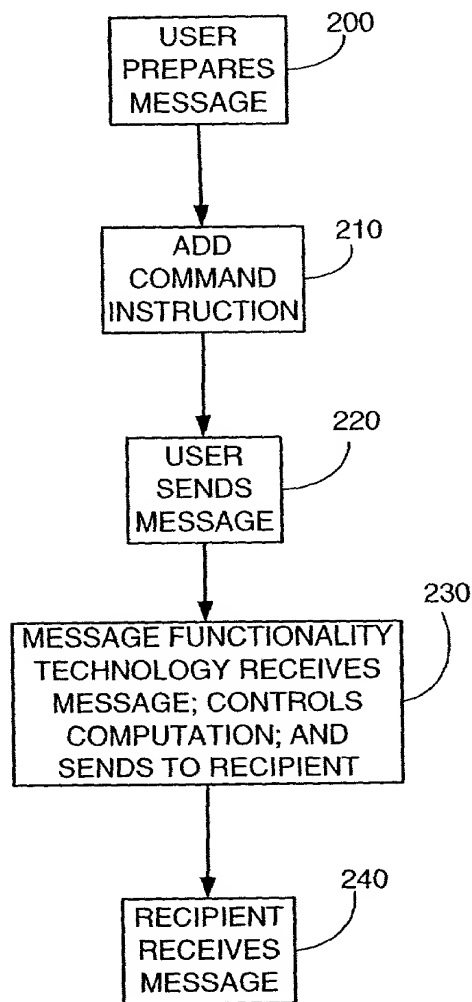 200
USER
PREPARES
MESSAGE
210
ADD
COMMAND
INSTRUCTION
220
USER
SENDS
MESSAGE
230
MESSAGE FUNCTIONALITY
TECHNOLOGY RECEIVES
MESSAGE; CONTROLS
COMPUTATION; AND
SENDS TO RECIPIENT
240
RECIPIENT
RECEIVES
MESSAGE